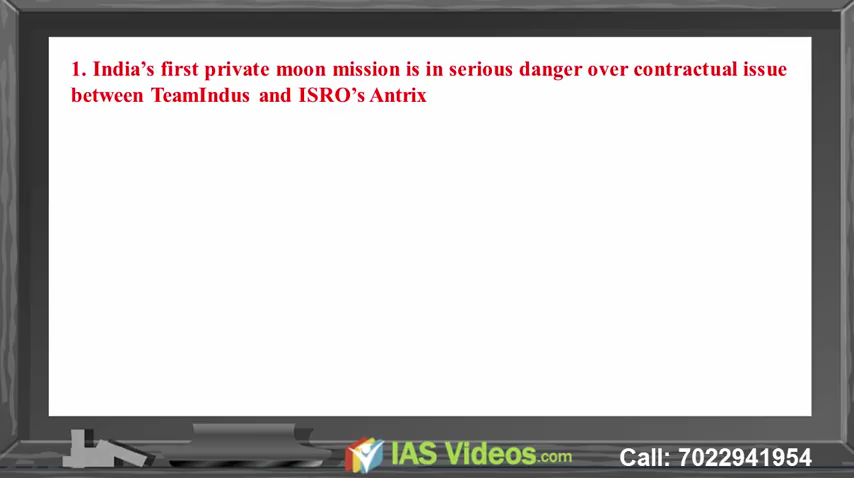 1. India’s first private moon mission is in serious danger over contractual issue
between TeamIndus and ISRO’s Antrix
IAS Videos.com
Call: 7022941954